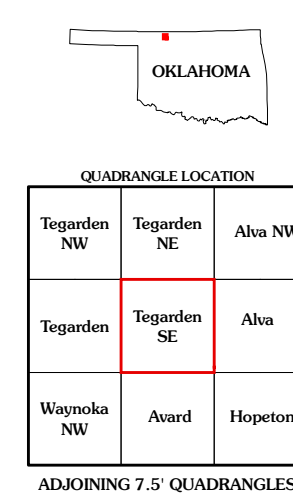 OKLAHOMA
QUADRANGLE LOCATION
Tegarden
NW
Tegarden
NE
Alva NW
Tegarden
Tegarden
SE
Alva
Waynoka
NW
Avard
Hopeton
ADJOINING 7.5' QUADRANGLES